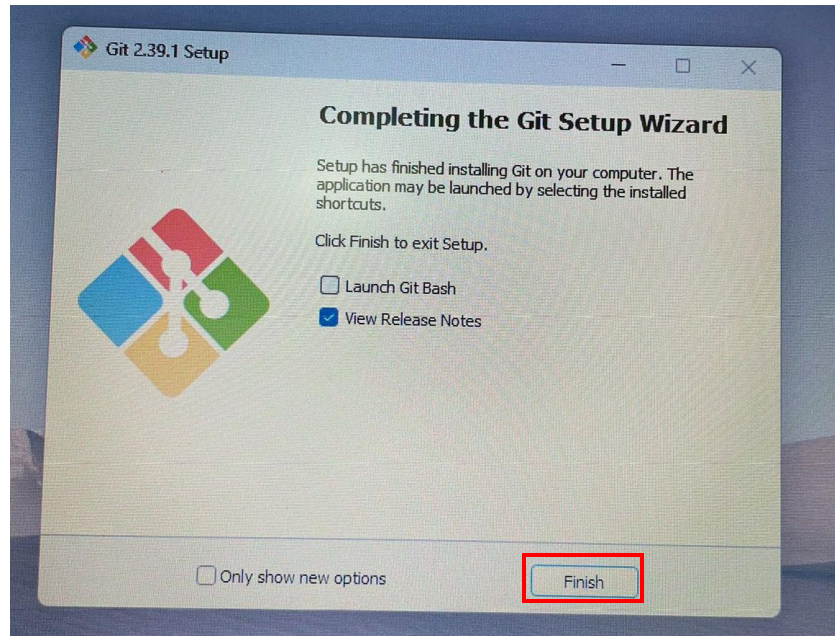 Git 2.39.1 Setup
Completing the Git Setup Wizard
Setup has finished installing Git on your computer. The
application may be launched by selecting the installed
shortcuts.
Click Finish to exit Setup.
Launch Git Bash
View Release Notes
Only show new options
Finish